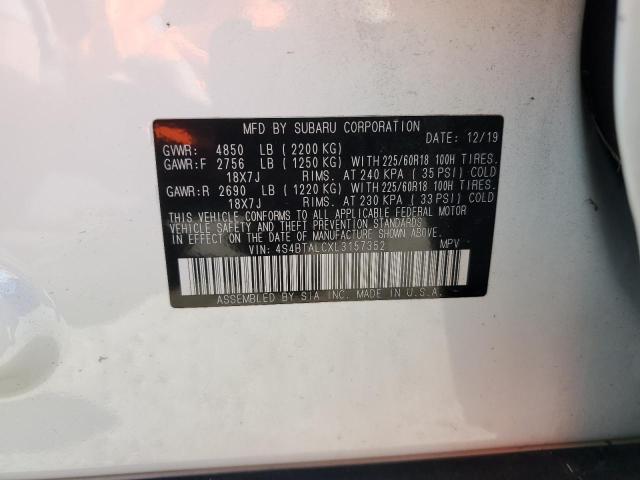 MFD BY SUBARU CORPORATION DATE: 12/19
GVWR: 4850 LB (2200 KG)
GAWR:F 2756 LB (1250 KG) WITH 225/60R18 100H TIRES.
18X7J RIMS. AT 240 KPA (35 PSI) COLD
GAWR:R 2690 LB (1220 KG) WITH 225/60R18 100H TIRES.
18X7J RIMS. AT 230 KPA (33 PSI) COLD
THIS VEHICLE CONFORMS TO ALL APPLICABLE FEDERAL MOTOR
VEHICLE SAFETY AND THEFT PREVENTION STANDARDS
IN EFFECT ON THE DATE OF MANUFACTURE SHOWN ABOVE.
VIN: 4S4BTALCXL3157352 MPV
ASSEMBLED BY SIA INC. MADE IN U.S.A.